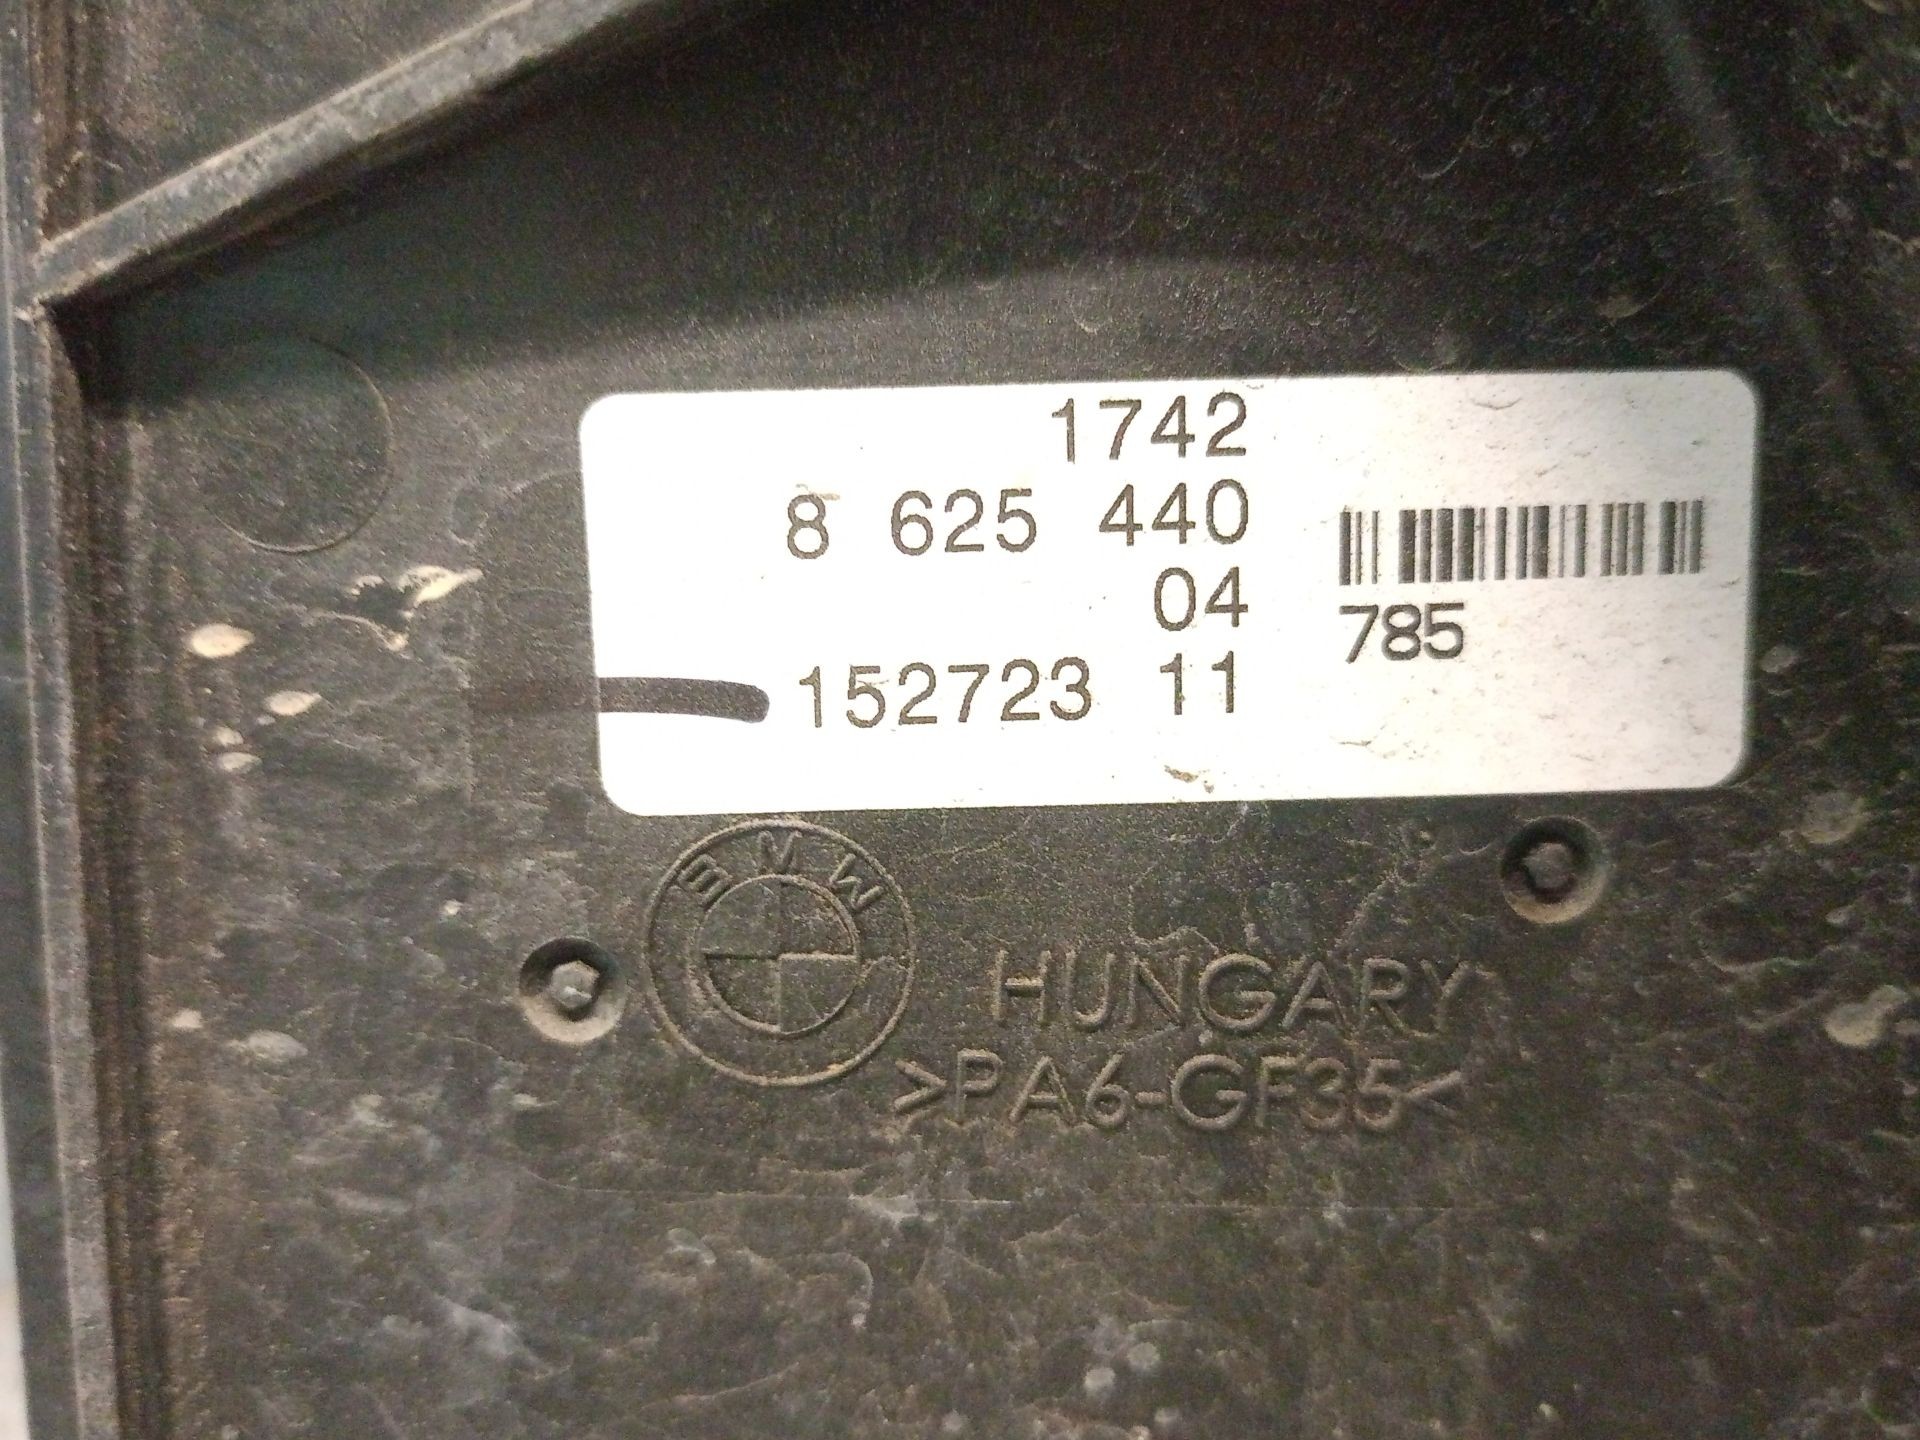 1742
8 625 440
04
785
152723 11
BMW
HUNGARY
>PA6-GF35<